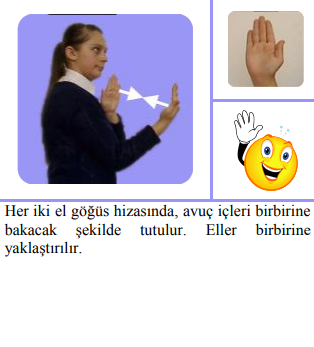 Her iki el göğüs hizasında, avuç içleri birbirine
bakacak şekilde tutulur. Eller birbirine
yaklaştırılır.